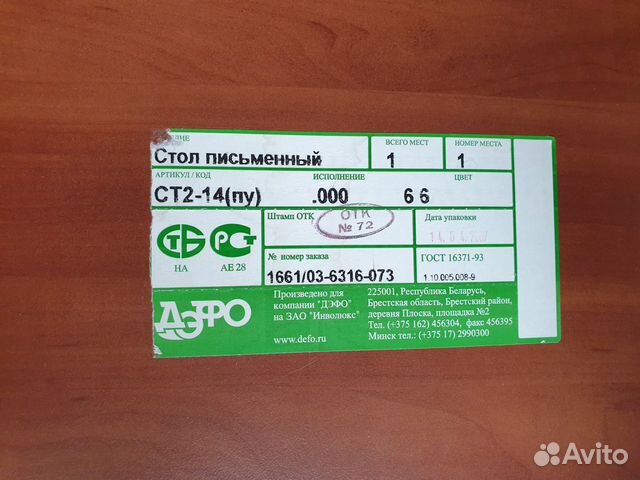 ВСЕГО МЕСТ
НОМЕР МЕСТА
Стол письменный
1
1
АРТИКУЛ / КОД
ИСПОЛНЕНИЕ
ЦВЕТ
СТ2-14(пу)
.000
6 6
Штамп ОТК
ОТК
№ 72
Дата упаковки
СТБ
РСТ
НА
АЕ 28
№ номер заказа
ГОСТ 16371-93
1661/03-6316-073
1.10.005.008-9
ДЭФО
Произведено для
компании "ДЭФО"
на ЗАО "Инволюкс"
www.defo.ru
225001, Республика Беларусь,
Брестская область, Брестский район,
деревня Плоска, площадка №2
Тел. (+375 162) 456304, факс 456395
Минск тел.: (+375 17) 2990300
Avito